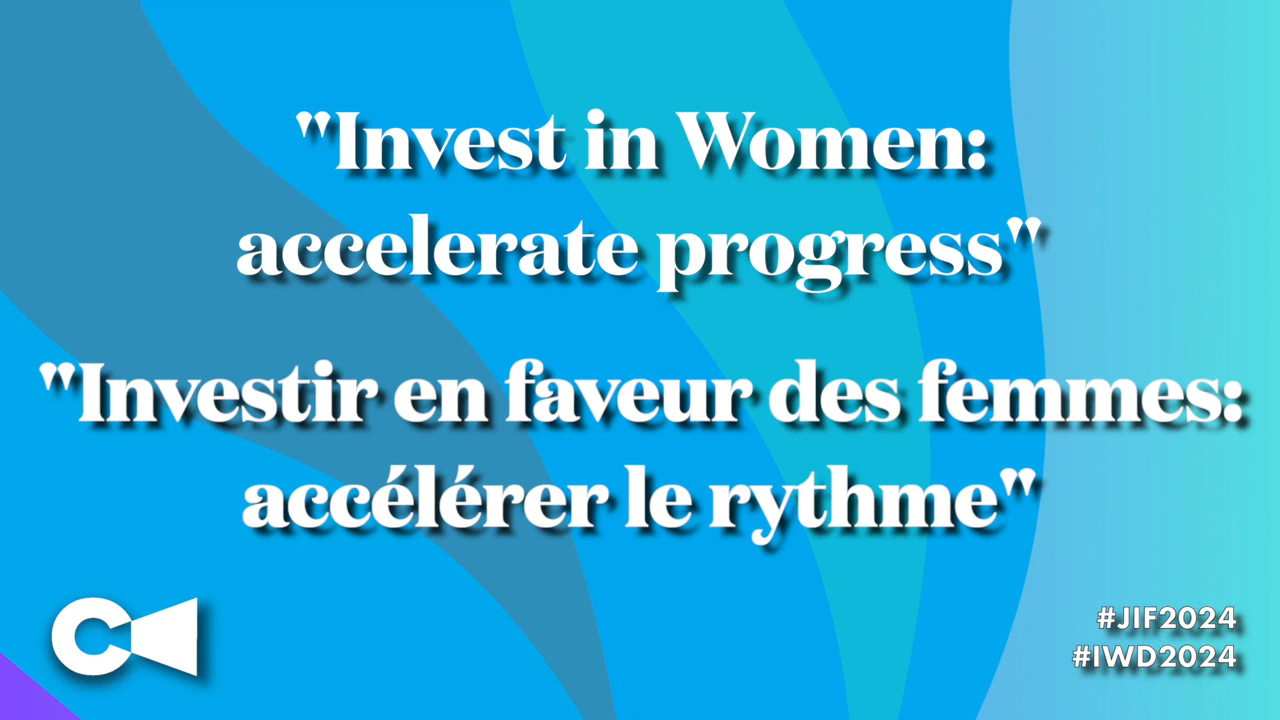 "Invest in Women:
accelerate progress"
"Investir en faveur des femmes:
accélérer le rythme"
#JIF2024
#IWD2024